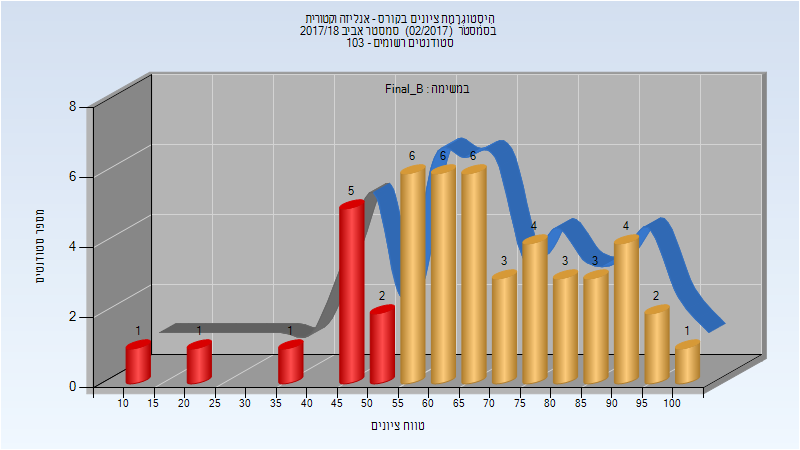 היסטוגרמת ציונים בקורס - אנליזה וקטורית
בסמסטר (02/2017) סמסטר אביב 2017/18
סטודנטים רשומים - 103
במשימה : Final_B
מספר סטודנטים
8
6
4
2
0
1
1
1
5
2
6
6
6
3
4
3
3
4
2
1
10 15 20 25 30 35 40 45 50 55 60 65 70 75 80 85 90 95 100
טווח ציונים